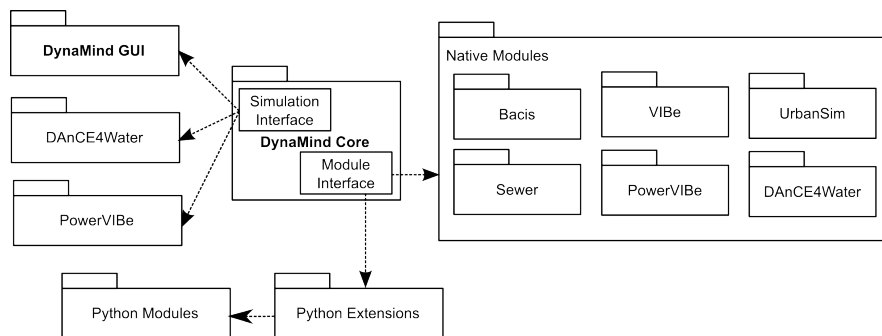 DynaMind GUI
DAnCE4Water
PowerVIBe
Simulation
Interface
DynaMind Core
Module
Interface
Native Modules
Bacis
VIBe
UrbanSim
Sewer
PowerVIBe
DAnCE4Water
Python Modules
Python Extensions